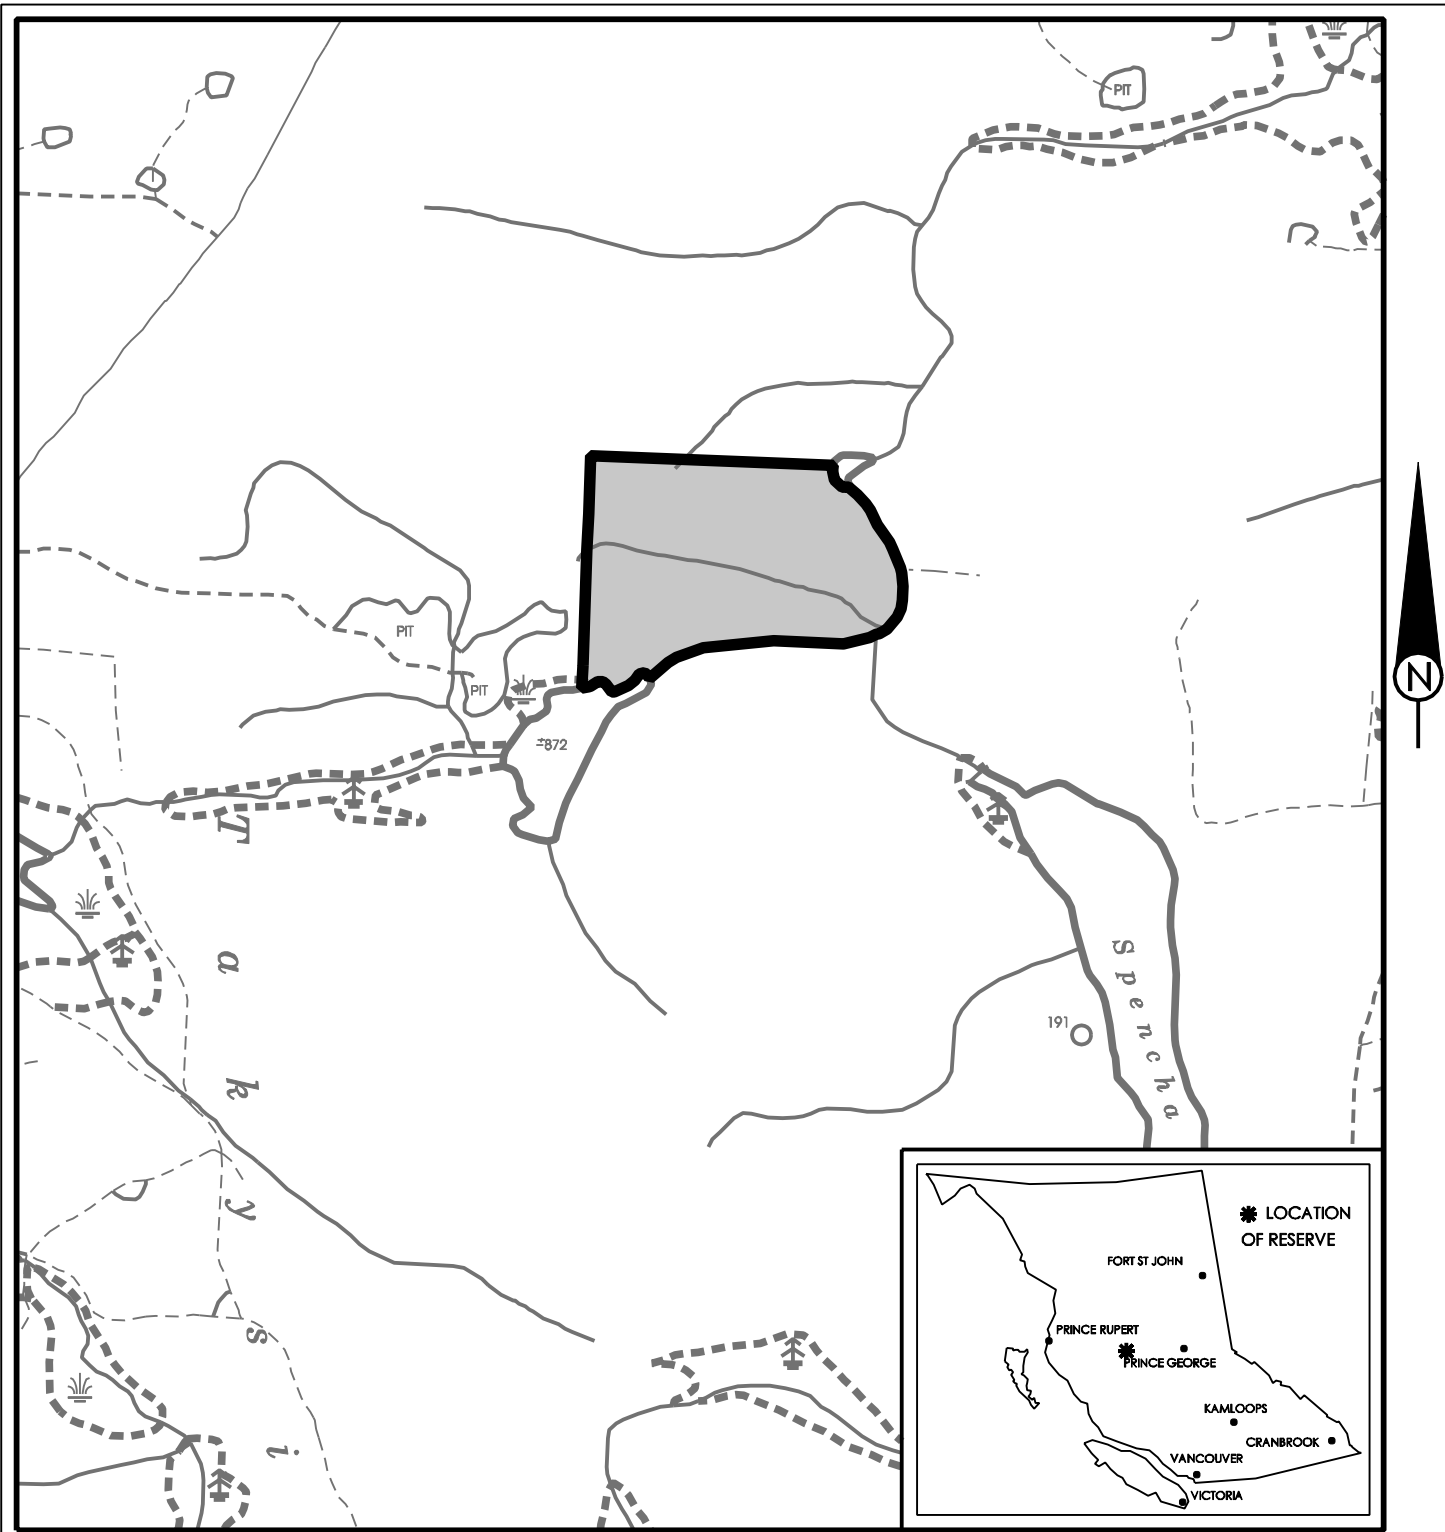 PIT
PIT
PIT
872
T
a
k
y
s
i
Spencha
191
N
LOCATION
OF RESERVE
FORT ST JOHN
PRINCE RUPERT
PRINCE GEORGE
KAMLOOPS
CRANBROOK
VANCOUVER
VICTORIA